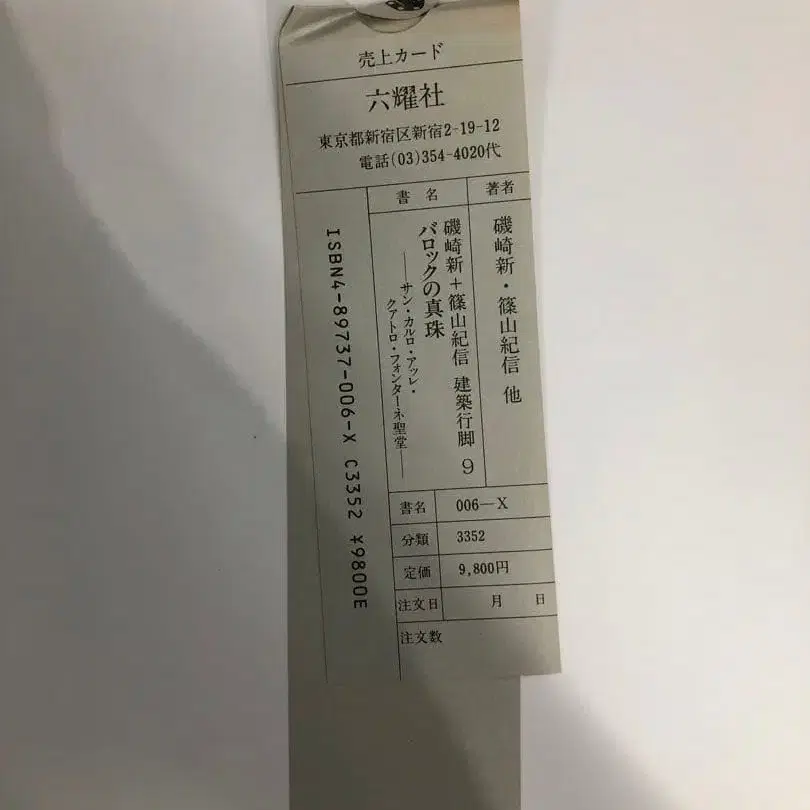 売上カード
六耀社
東京都新宿区新宿2-19-12
電話(03)354-4020代
著者
磯崎新・篠山紀信 他
書名
磯崎新+篠山紀信 建築行脚 9
バロックの真珠
——サン・カルロ・アッレ・
クアトロ・フォンターネ聖堂——
ISBN4-89737-006-X C3352 ¥9800E
書名 006—X
分類 3352
定価 9,800円
注文日 月 日
注文数